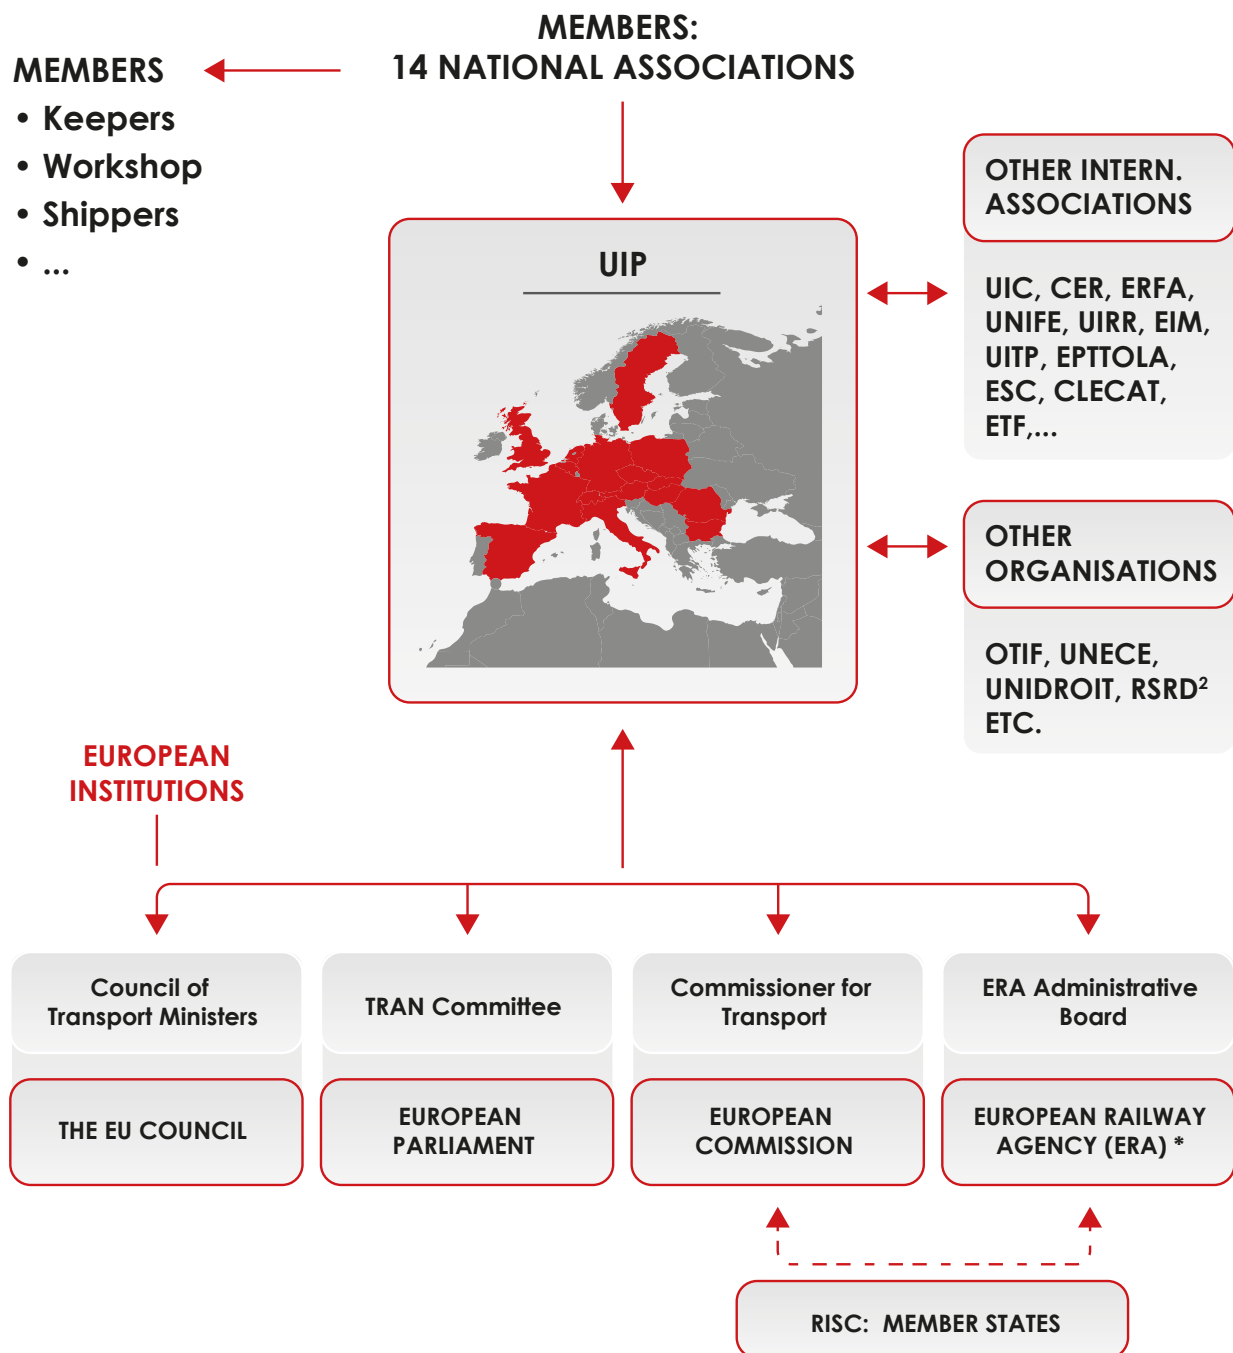 MEMBERS:
14 NATIONAL ASSOCIATIONS
MEMBERS
• Keepers
• Workshop
• Shippers
• ...
UIP
OTHER INTERN.
ASSOCIATIONS
UIC, CER, ERFA,
UNIFE, UIRR, EIM,
UITP, EPTTOLA,
ESC, CLECAT,
ETF,...
OTHER
ORGANISATIONS
OTIF, UNECE,
UNIDROIT, RSRD²
ETC.
EUROPEAN
INSTITUTIONS
Council of
Transport Ministers
THE EU COUNCIL
TRAN Committee
EUROPEAN
PARLIAMENT
Commissioner for
Transport
EUROPEAN
COMMISSION
ERA Administrative
Board
EUROPEAN RAILWAY
AGENCY (ERA) *
RISC:  MEMBER STATES